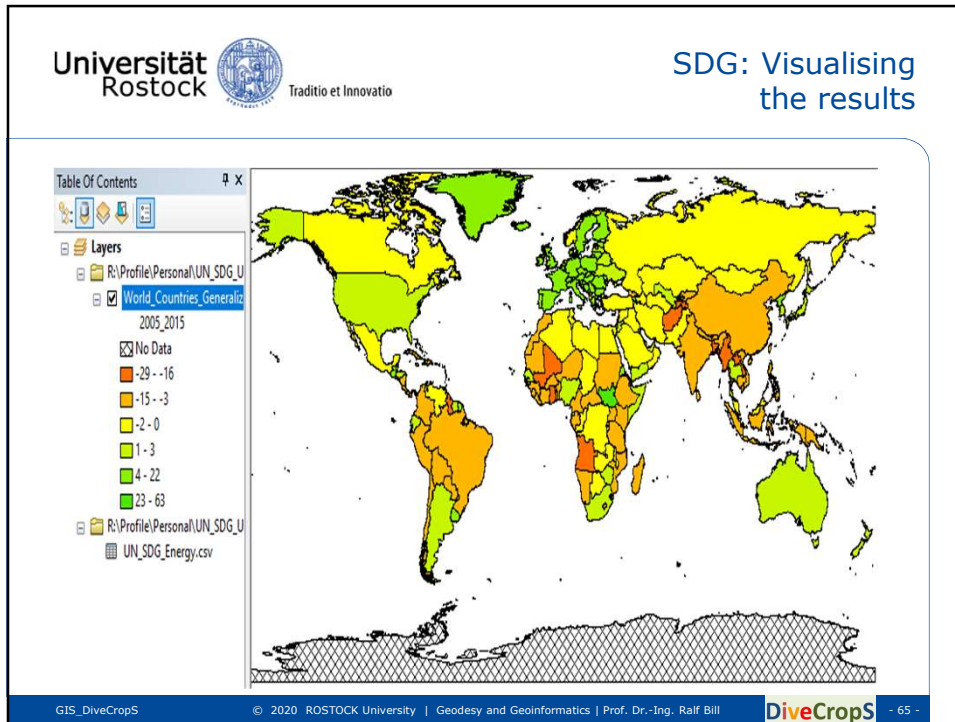 Universität
Rostock
Traditio et Innovatio
SDG: Visualising
the results
Table Of Contents
Layers
R:\Profile\Personal\UN_SDG_U
World_Countries_Generaliz
2005_2015
No Data
-29 - -16
-15 - -3
-2 - 0
1 - 3
4 - 22
23 - 63
R:\Profile\Personal\UN_SDG_U
UN_SDG_Energy.csv
GIS_DiveCropS
© 2020 ROSTOCK University | Geodesy and Geoinformatics | Prof. Dr.-Ing. Ralf Bill
DiveCropS
- 65 -